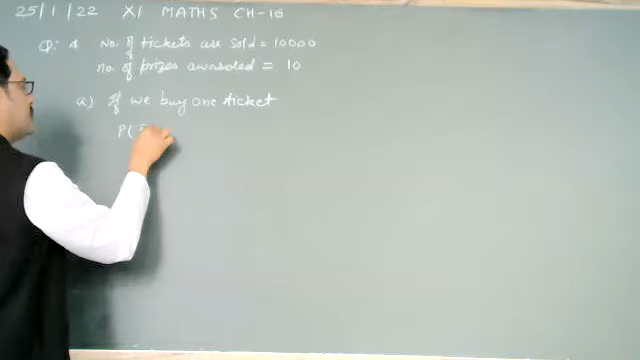 25/1/22 XI MATHS CH-16
Q: 4 No. of tickets are sold = 10000
no. of prizes awarded = 10
a) If we buy one ticket
P(